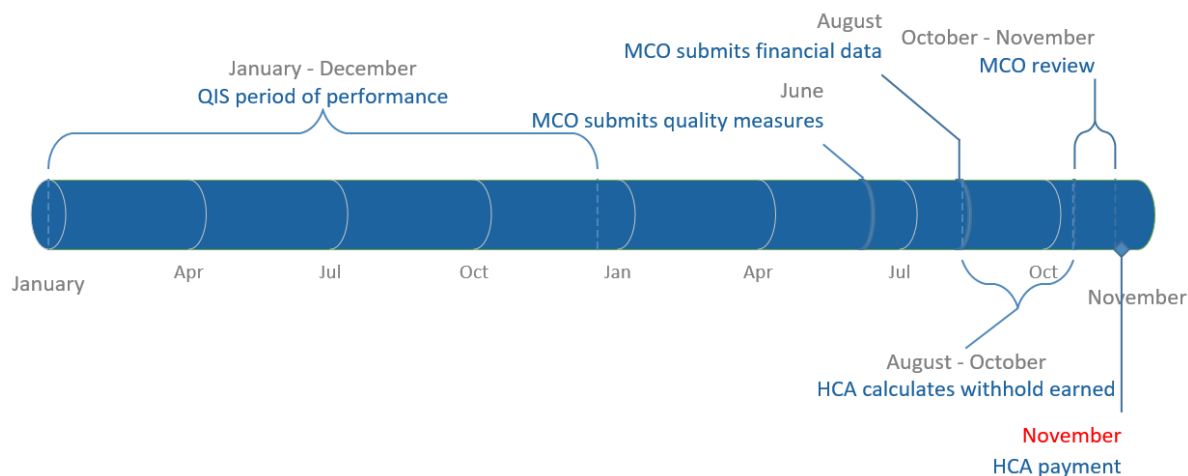 August
MCO submits financial data
October - November
MCO review
January - December
QIS period of performance
June
MCO submits quality measures
January
Apr
Jul
Oct
Jan
Apr
Jul
Oct
November
August - October
HCA calculates withhold earned
November
HCA payment